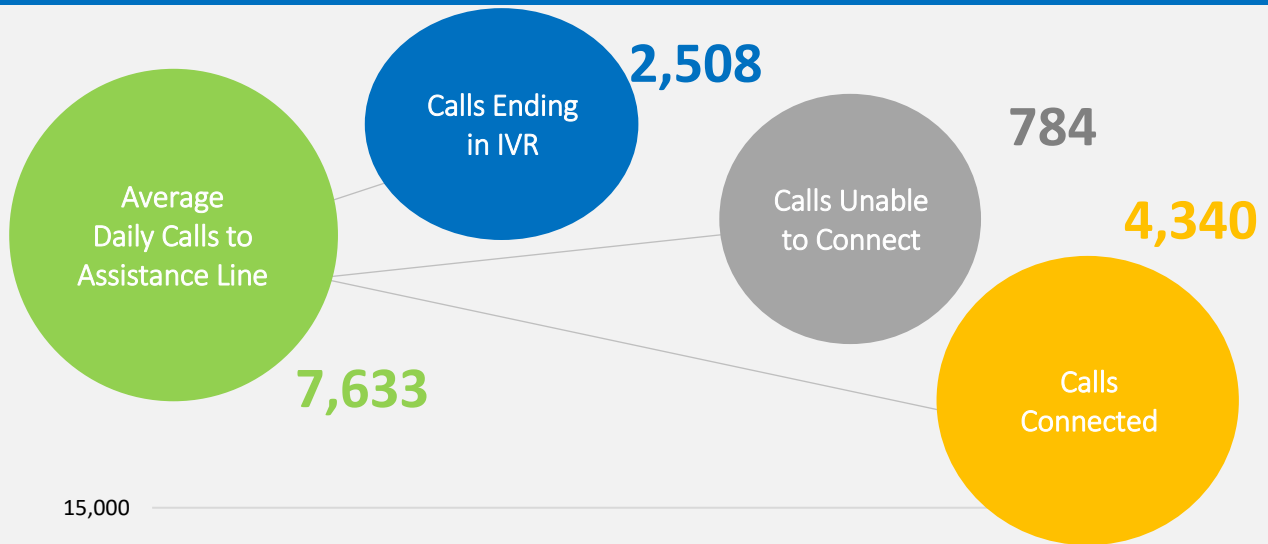 Average
Daily Calls to
Assistance Line
7,633
Calls Ending
in IVR
2,508
Calls Unable
to Connect
784
Calls
Connected
4,340
15,000